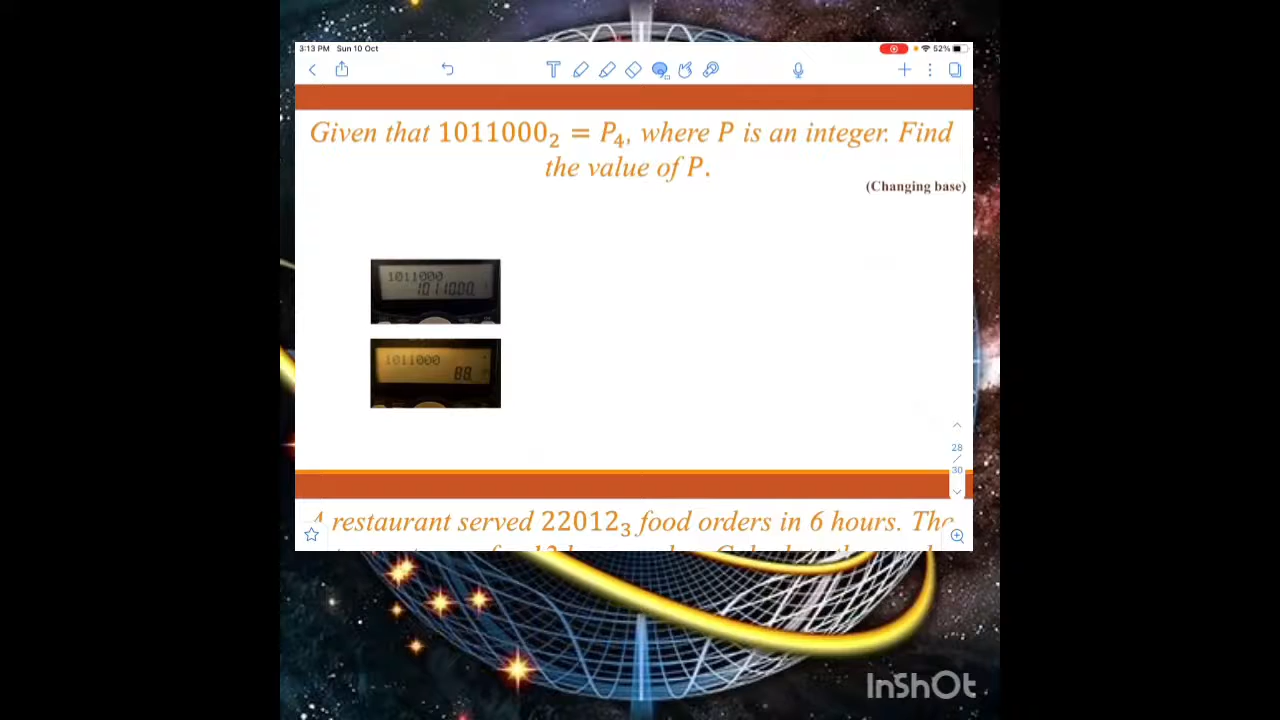 3:13 PM Sun 10 Oct
52%
Given that 1011000₂ = P₄, where P is an integer. Find
the value of P.
(Changing base)
1011000
1011000
1011000
88
28
/
30
A restaurant served 22012₃ food orders in 6 hours. The
InShOt